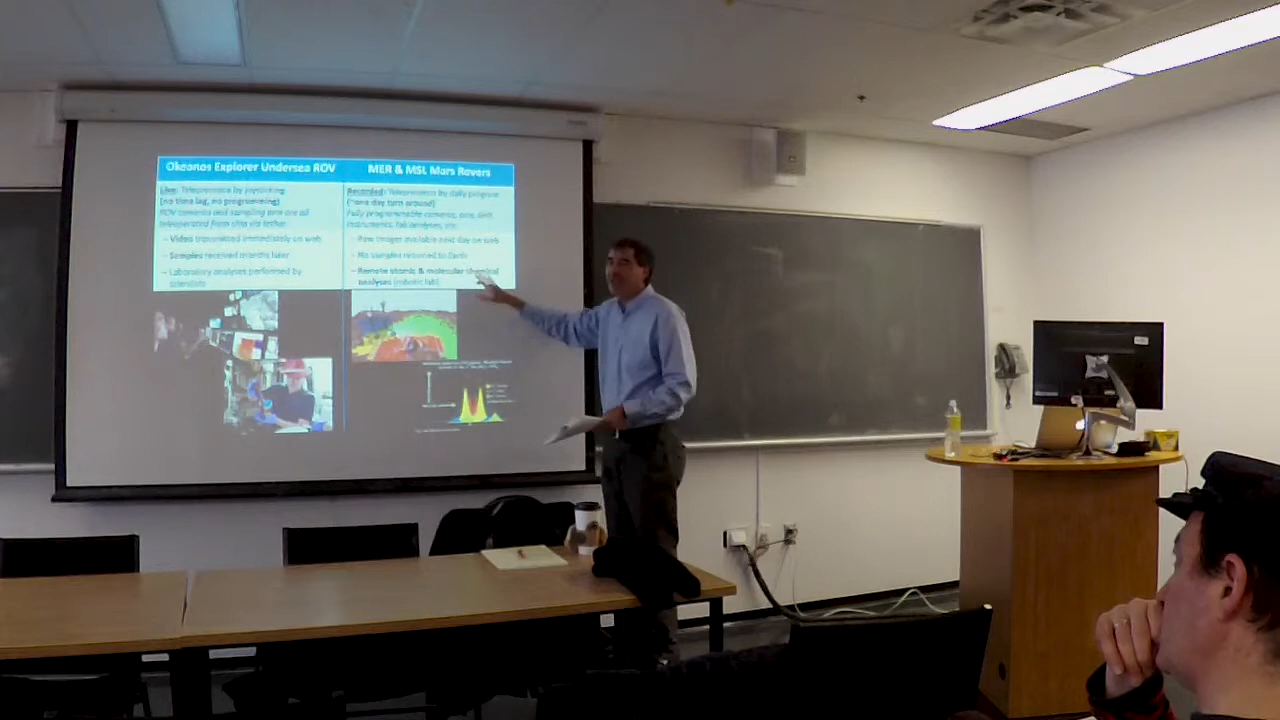 Okeanos Explorer Undersea ROV
Live: Teleoperation by joysticking
(no time lag, no programming)
ROV cameras and sampling arm are all
teleoperated from ship via tether
– Video transmitted immediately on web
– Samples received months later
– Laboratory analyses performed by
scientists
MER & MSL Mars Rovers
Recorded: Teleoperation by daily program
(~one day turn around)
Fully programmable cameras, arm, drill
instruments, lab analyses, etc.
– Raw images available next day on web
– No samples returned to Earth
– Remote atomic & molecular chemical
analyses (robotic lab)